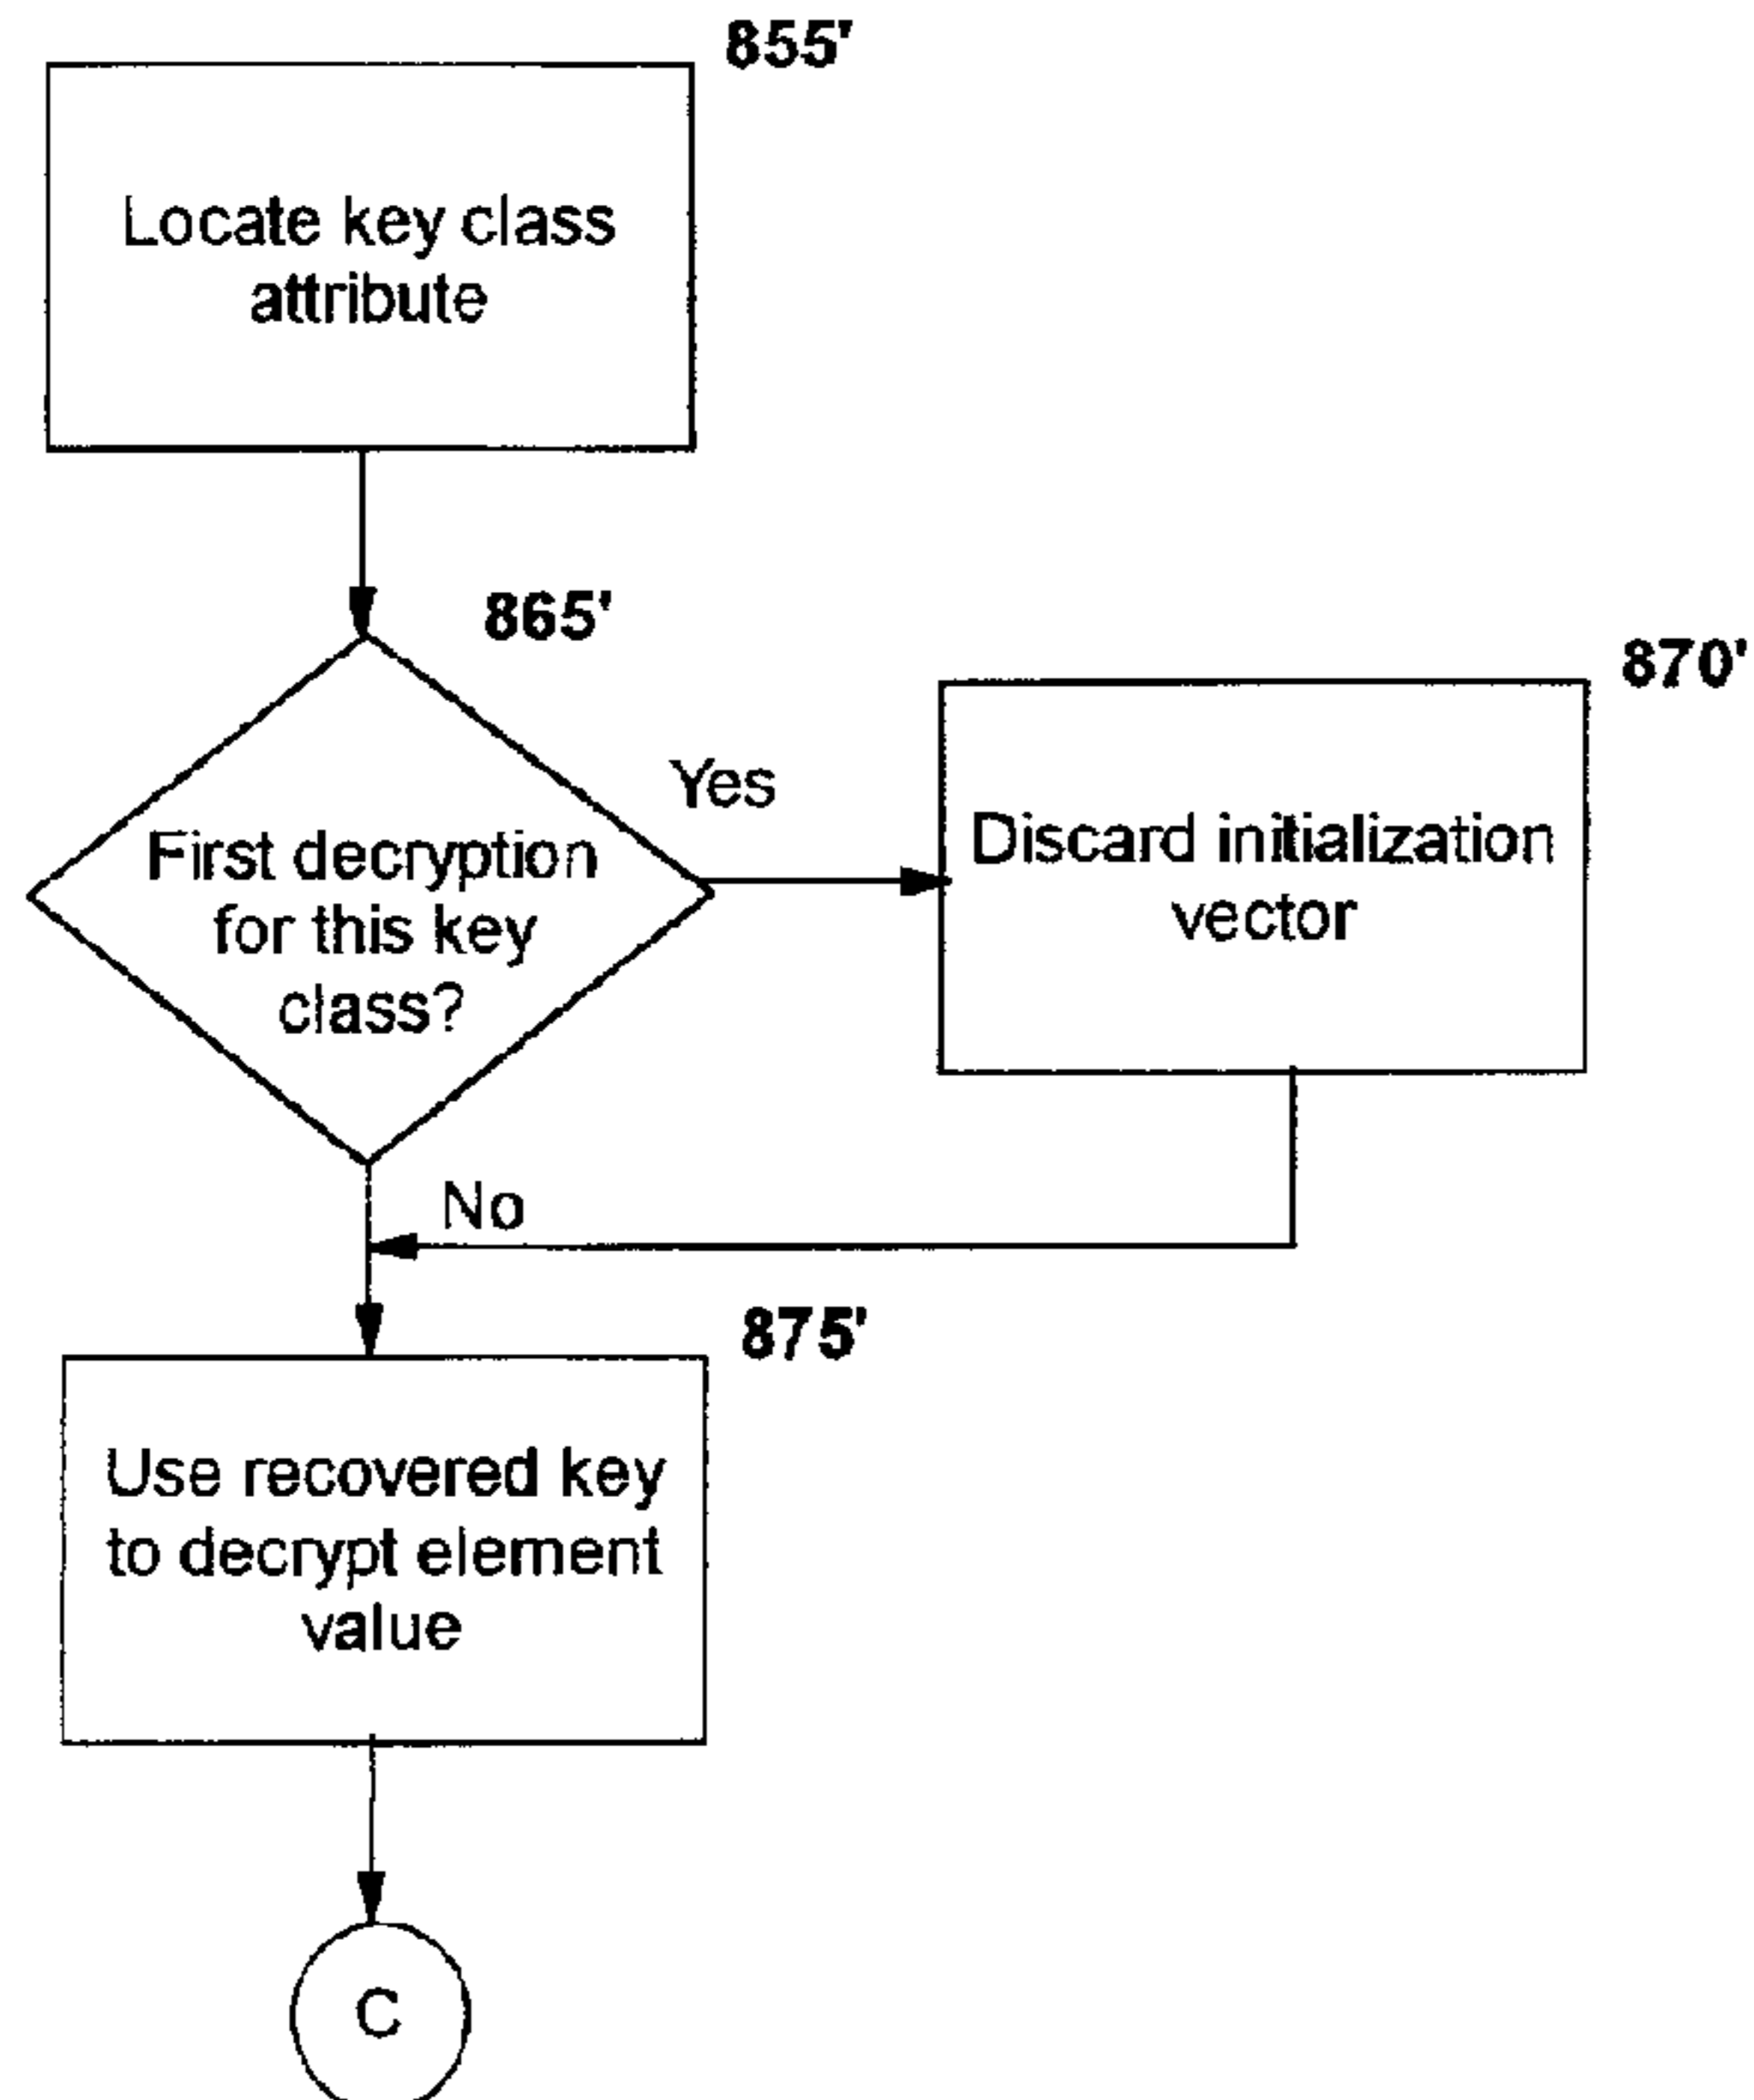 855'
Locate key class
attribute
865'
870'
Yes
First decryption
for this key
class?
Discard initialization
vector
No
875'
Use recovered key
to decrypt element
value
C